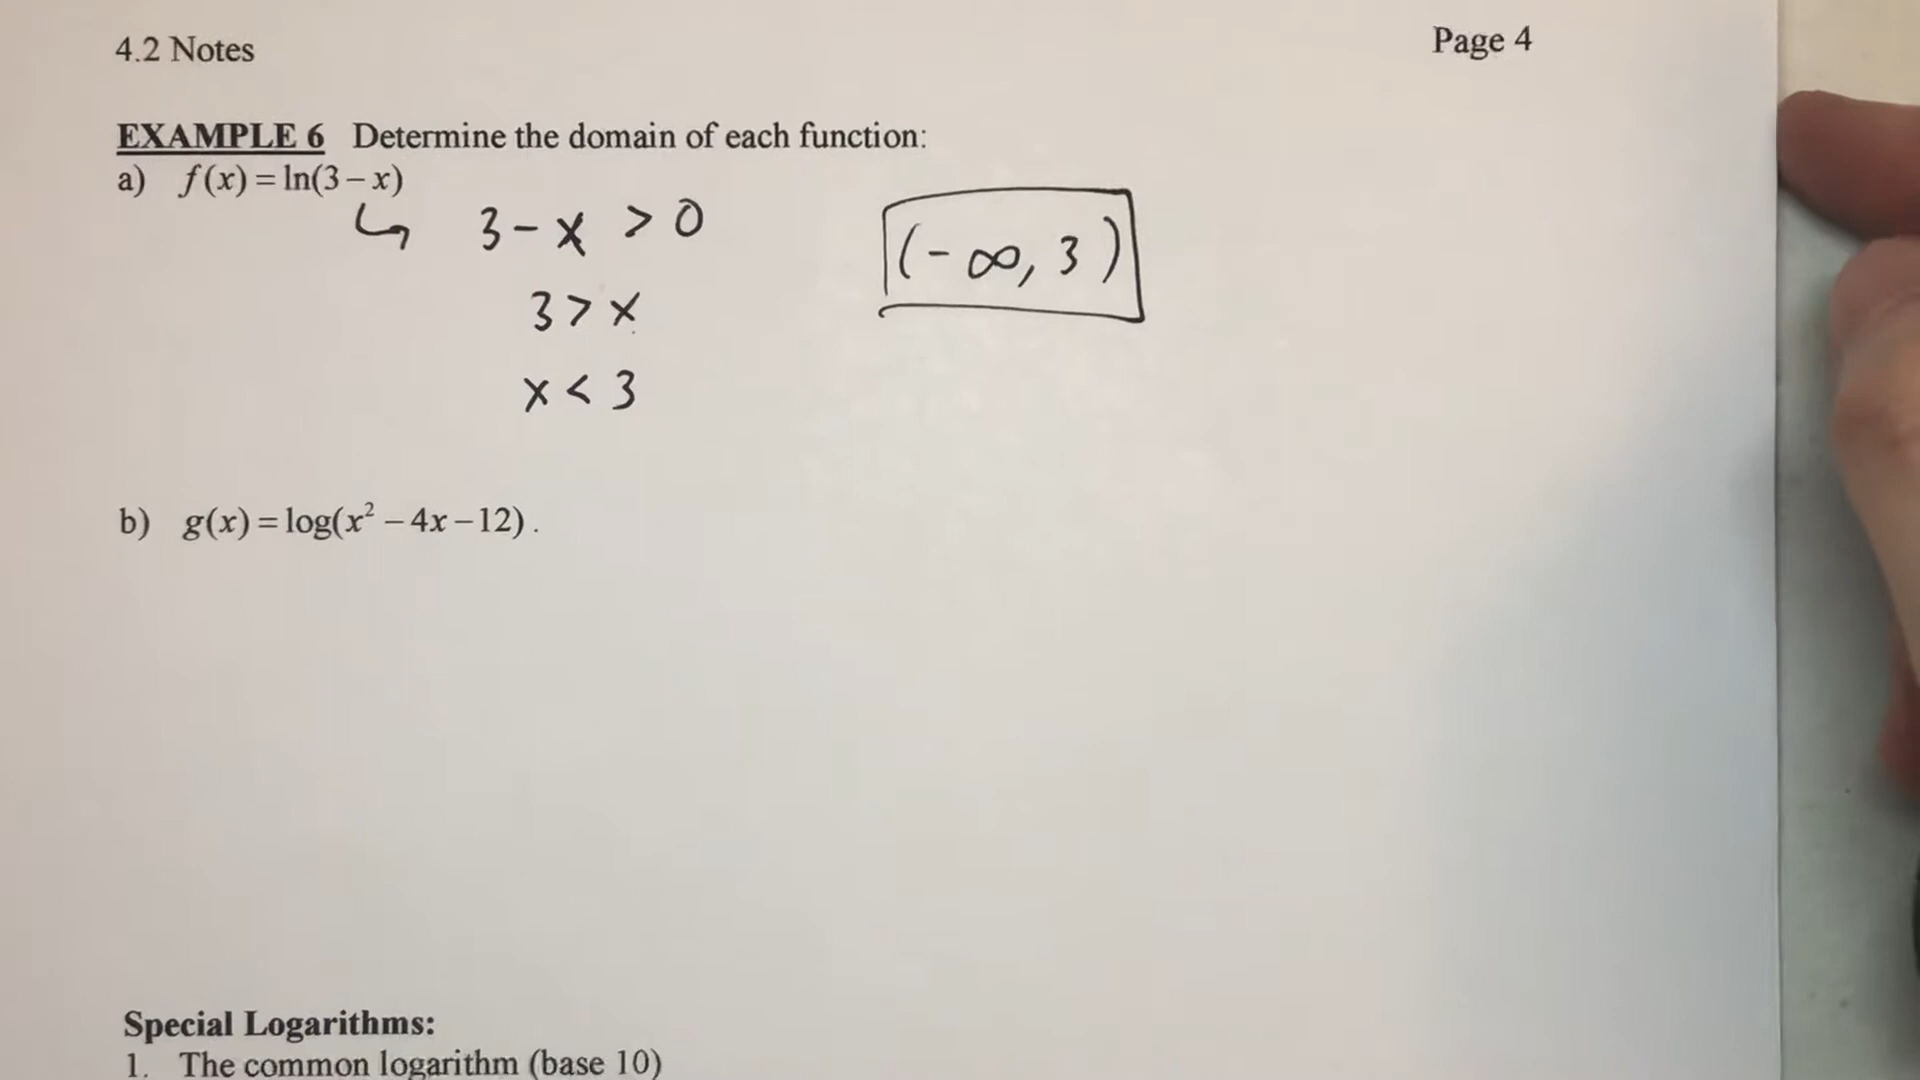 4.2 Notes
Page 4
EXAMPLE 6 Determine the domain of each function:
a) f(x) = ln(3 – x)
3 - x > 0
(- ∞, 3)
3 > x
x < 3
b) g(x) = log(x² – 4x – 12).
Special Logarithms:
1. The common logarithm (base 10)